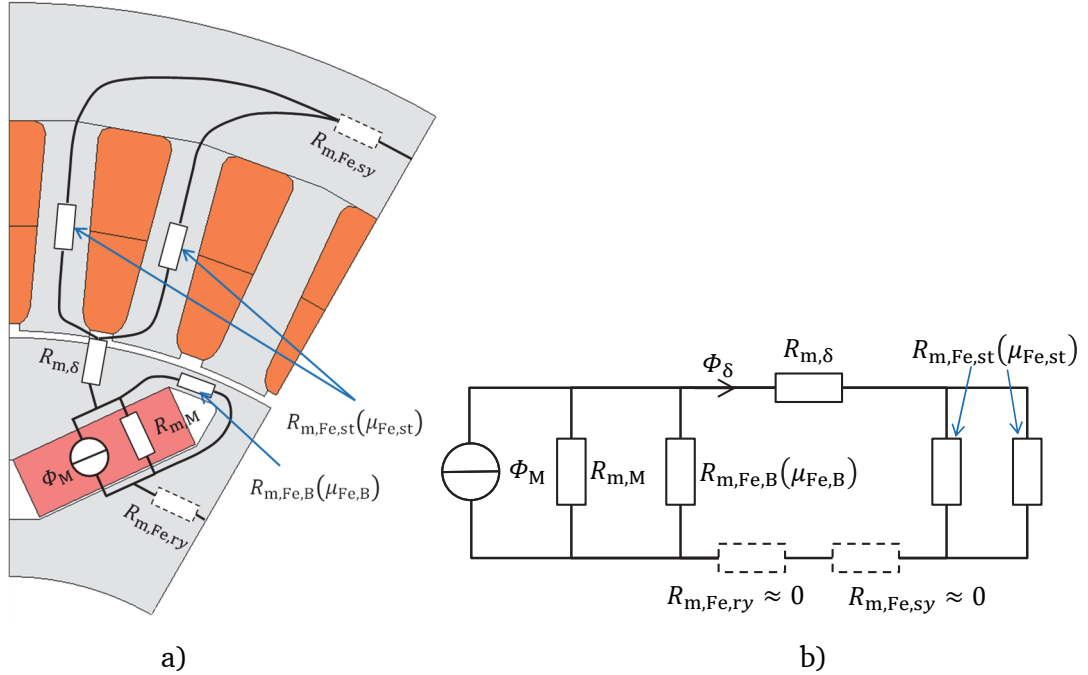 R_m,Fe,sy
R_m,δ
R_m,M
Φ_M
R_m,Fe,st(μ_Fe,st)
R_m,Fe,B(μ_Fe,B)
R_m,Fe,ry
a)
Φ_δ
R_m,δ
R_m,Fe,st(μ_Fe,st)
Φ_M
R_m,M
R_m,Fe,B(μ_Fe,B)
R_m,Fe,ry ≈ 0
R_m,Fe,sy ≈ 0
b)